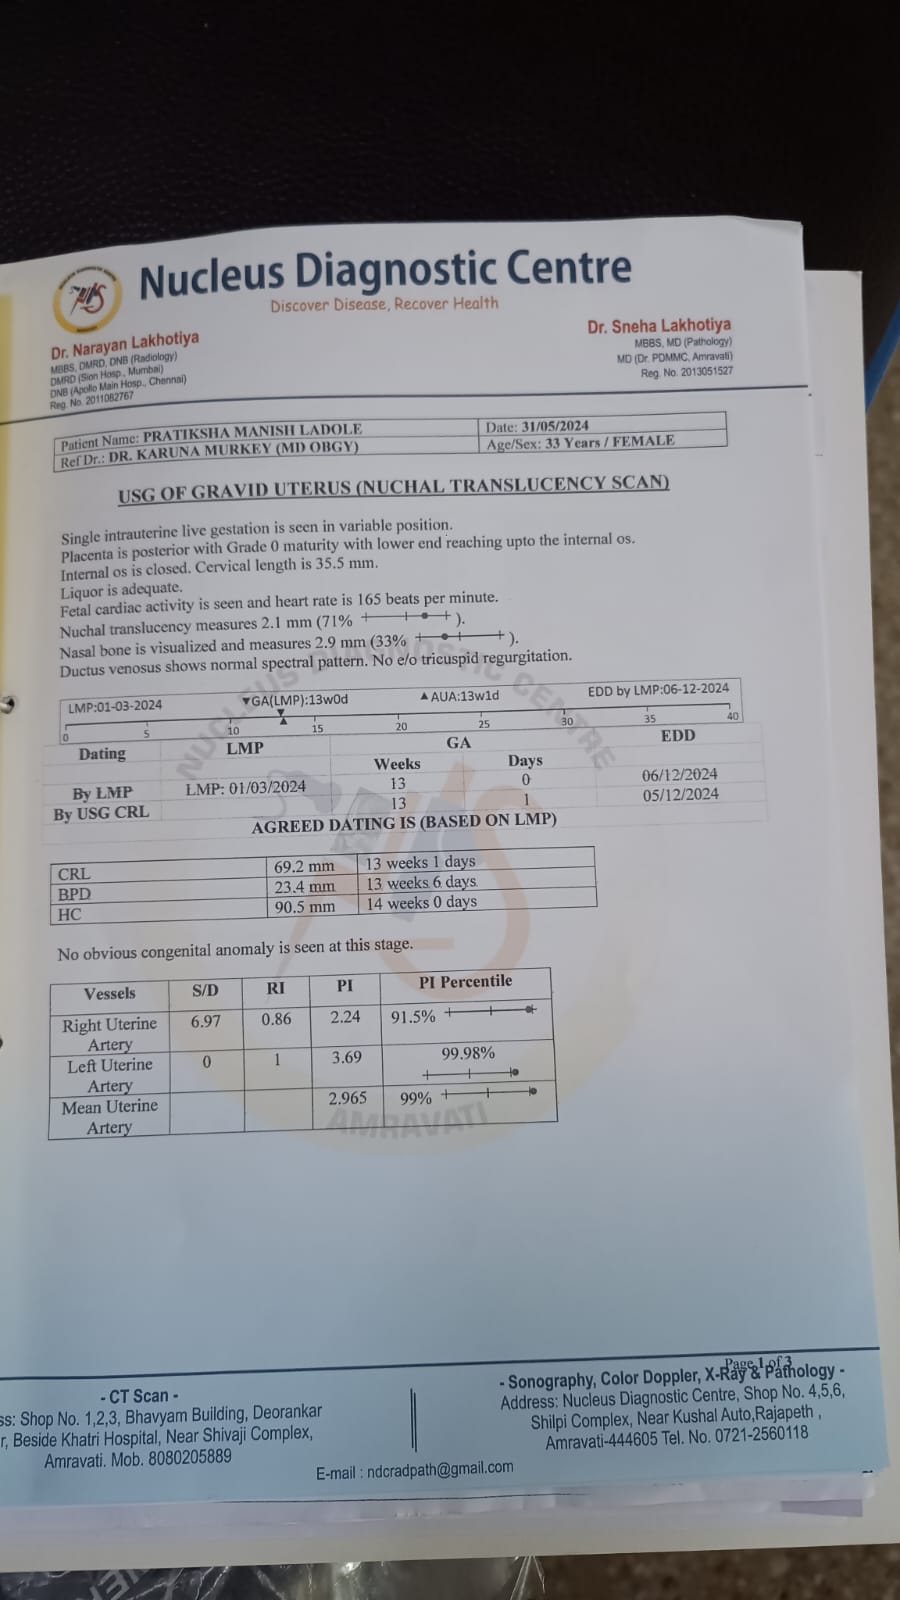 Nucleus Diagnostic Centre
Discover Disease, Recover Health
Dr. Narayan Lakhotiya
MBBS, DMRD, DNB (Radiology)
DMRD (Sion Hosp., Mumbai)
DNB (Apollo Main Hosp., Chennai)
Reg. No. 2011082767
Dr. Sneha Lakhotiya
MBBS, MD (Pathology)
MD (Dr. PDMMC, Amravati)
Reg. No. 2013051527
Patient Name: PRATIKSHA MANISH LADOLE Date: 31/05/2024
Ref Dr.: DR. KARUNA MURKEY (MD OBGY) Age/Sex: 33 Years / FEMALE
USG OF GRAVID UTERUS (NUCHAL TRANSLUCENCY SCAN)
Single intrauterine live gestation is seen in variable position.
Placenta is posterior with Grade 0 maturity with lower end reaching upto the internal os.
Internal os is closed. Cervical length is 35.5 mm.
Liquor is adequate.
Fetal cardiac activity is seen and heart rate is 165 beats per minute.
Nuchal translucency measures 2.1 mm (71% ).
Nasal bone is visualized and measures 2.9 mm (33% ).
Ductus venosus shows normal spectral pattern. No e/o tricuspid regurgitation.
LMP:01-03-2024 ▼GA(LMP):13w0d ▲AUA:13w1d EDD by LMP:06-12-2024
0 5 10 15 20 25 30 35 40
Dating LMP GA EDD
Weeks Days
By LMP LMP: 01/03/2024 13 0 06/12/2024
By USG CRL 13 1 05/12/2024
AGREED DATING IS (BASED ON LMP)
CRL 69.2 mm 13 weeks 1 days
BPD 23.4 mm 13 weeks 6 days
HC 90.5 mm 14 weeks 0 days
No obvious congenital anomaly is seen at this stage.
Vessels S/D RI PI PI Percentile
Right Uterine Artery 6.97 0.86 2.24 91.5%
Left Uterine Artery 0 1 3.69 99.98%
Mean Uterine Artery 2.965 99%
NUCLEUS DIAGNOSTIC CENTRE
AMRAVATI
Page 1 of 3
- CT Scan -
ss: Shop No. 1,2,3, Bhavyam Building, Deorankar
r, Beside Khatri Hospital, Near Shivaji Complex,
Amravati. Mob. 8080205889
- Sonography, Color Doppler, X-Ray & Pathology -
Address: Nucleus Diagnostic Centre, Shop No. 4,5,6,
Shilpi Complex, Near Kushal Auto,Rajapeth ,
Amravati-444605 Tel. No. 0721-2560118
E-mail : ndcradpath@gmail.com